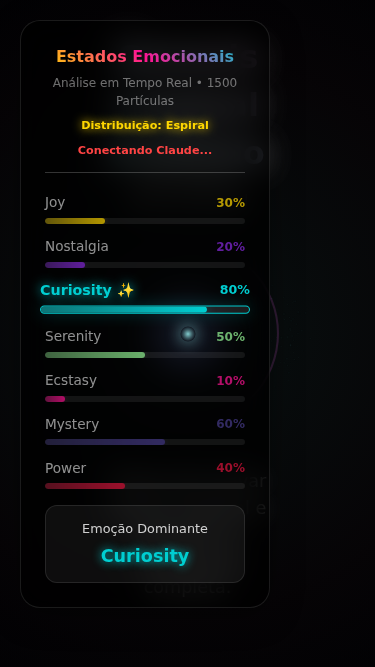 Estados Emocionais
Análise em Tempo Real • 1500
Partículas
Distribuição: Espiral
Conectando Claude...
Joy 30%
Nostalgia 20%
Curiosity ✨ 80%
Serenity 50%
Ecstasy 10%
Mystery 60%
Power 40%
Emoção Dominante
Curiosity